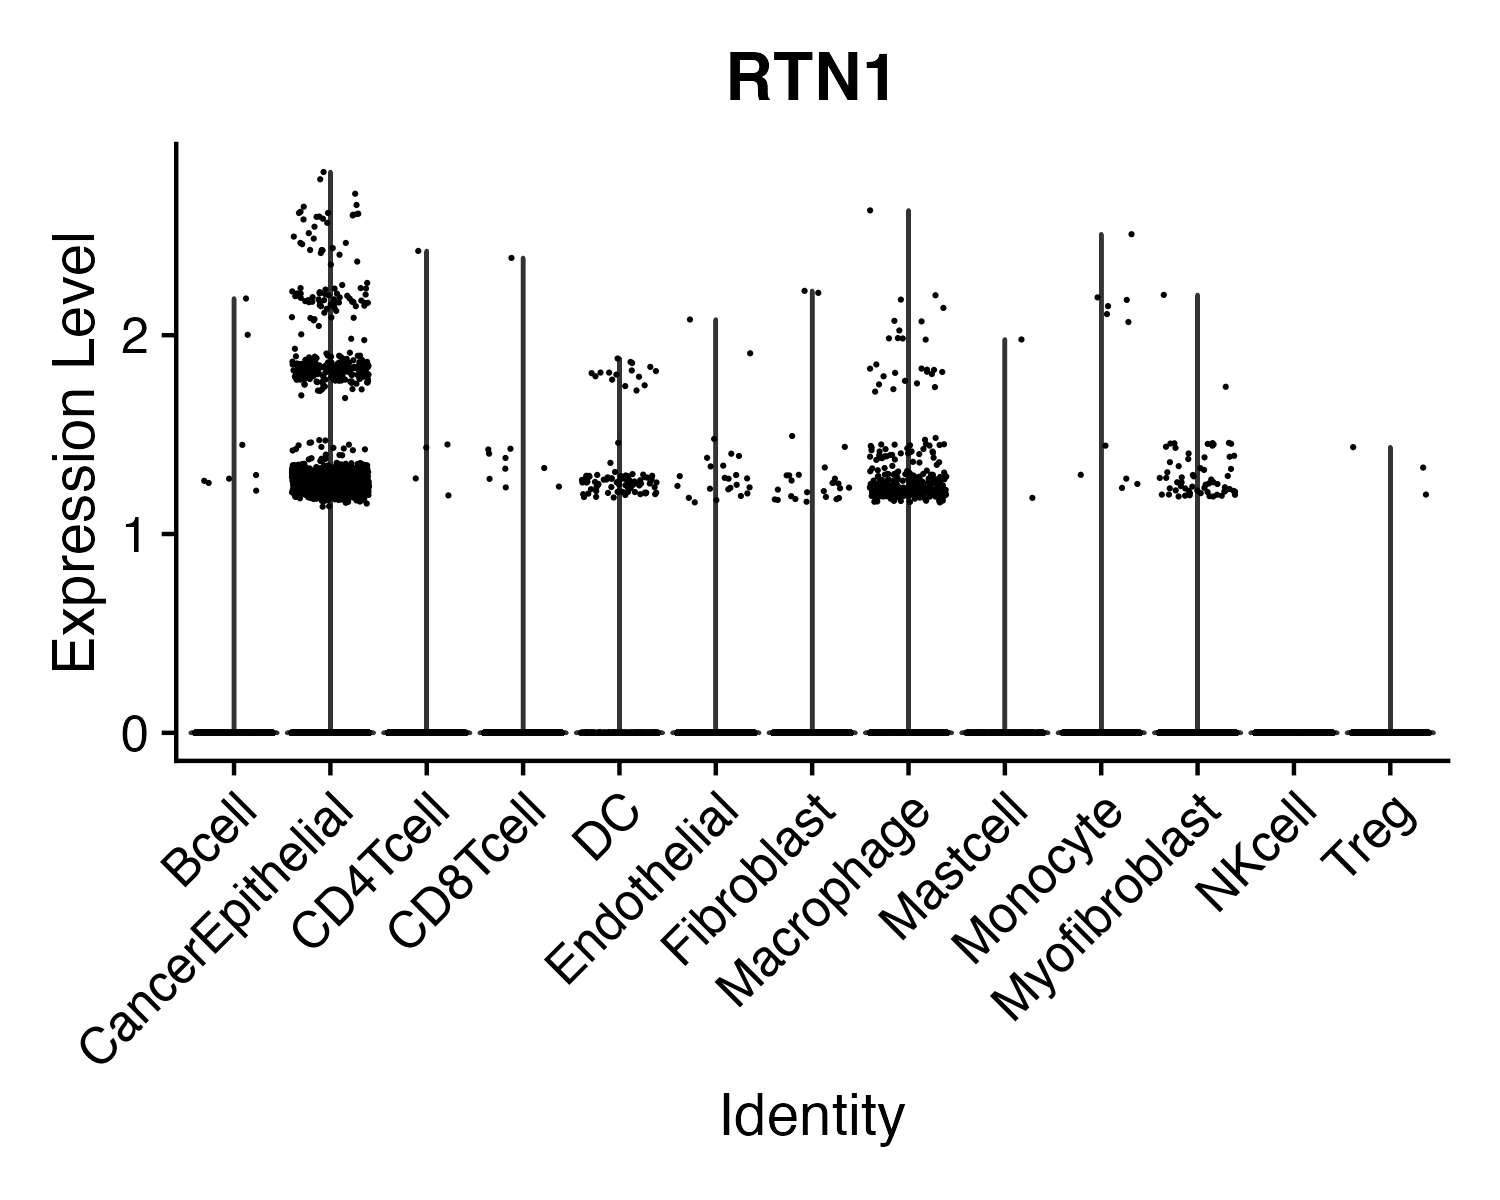 RTN1
Expression Level
2
1
0
Bcell
CancerEpithelial
CD4Tcell
CD8Tcell
DC
Endothelial
Fibroblast
Macrophage
Mastcell
Monocyte
Myofibroblast
NKcell
Treg
Identity